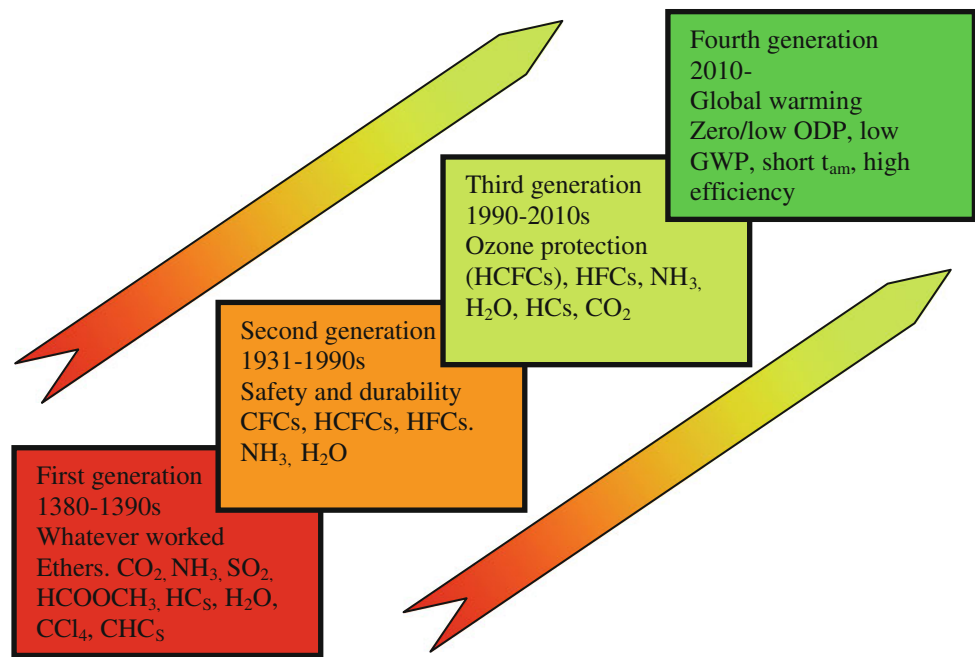 First generation
1380-1390s
Whatever worked
Ethers. CO₂, NH₃, SO₂,
HCOOCH₃, HCs, H₂O,
CCl₄, CHCs
Second generation
1931-1990s
Safety and durability
CFCs, HCFCs, HFCs.
NH₃, H₂O
Third generation
1990-2010s
Ozone protection
(HCFCs), HFCs, NH₃,
H₂O, HCs, CO₂
Fourth generation
2010-
Global warming
Zero/low ODP, low
GWP, short tₐₘ, high
efficiency